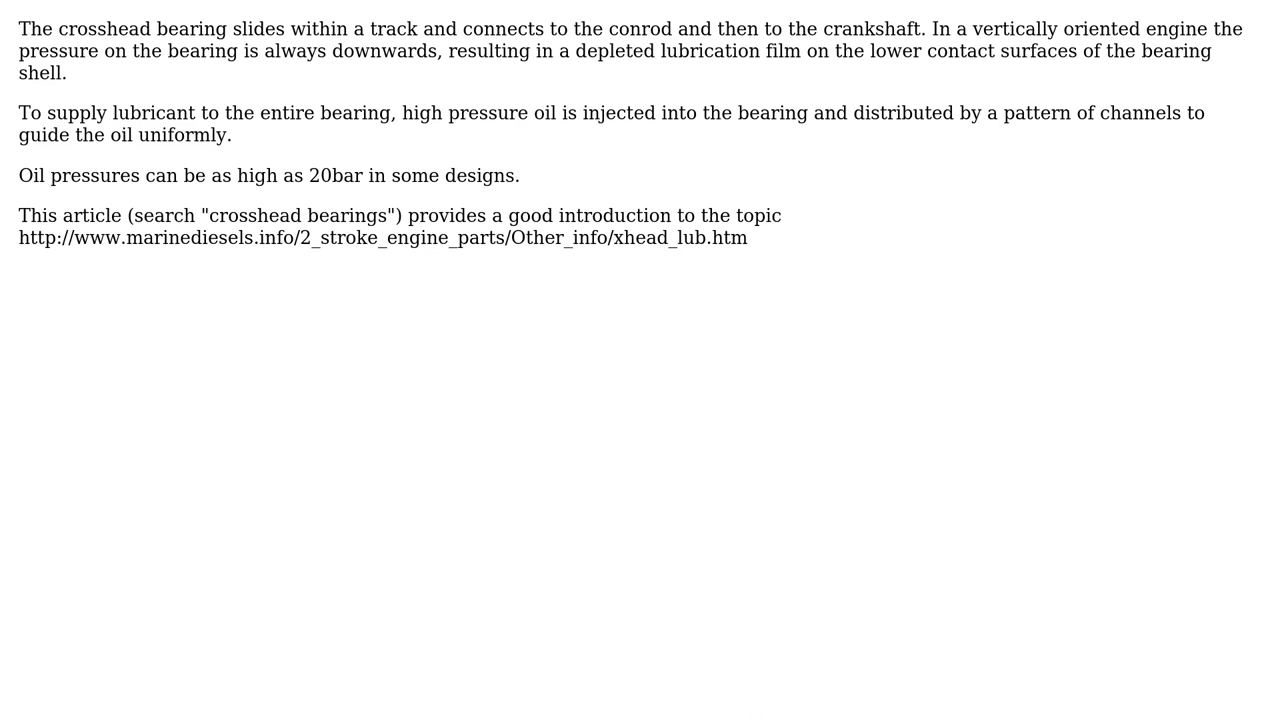 The crosshead bearing slides within a track and connects to the conrod and then to the crankshaft. In a vertically oriented engine the
pressure on the bearing is always downwards, resulting in a depleted lubrication film on the lower contact surfaces of the bearing
shell.
To supply lubricant to the entire bearing, high pressure oil is injected into the bearing and distributed by a pattern of channels to
guide the oil uniformly.
Oil pressures can be as high as 20bar in some designs.
This article (search "crosshead bearings") provides a good introduction to the topic
http://www.marinediesels.info/2_stroke_engine_parts/Other_info/xhead_lub.htm